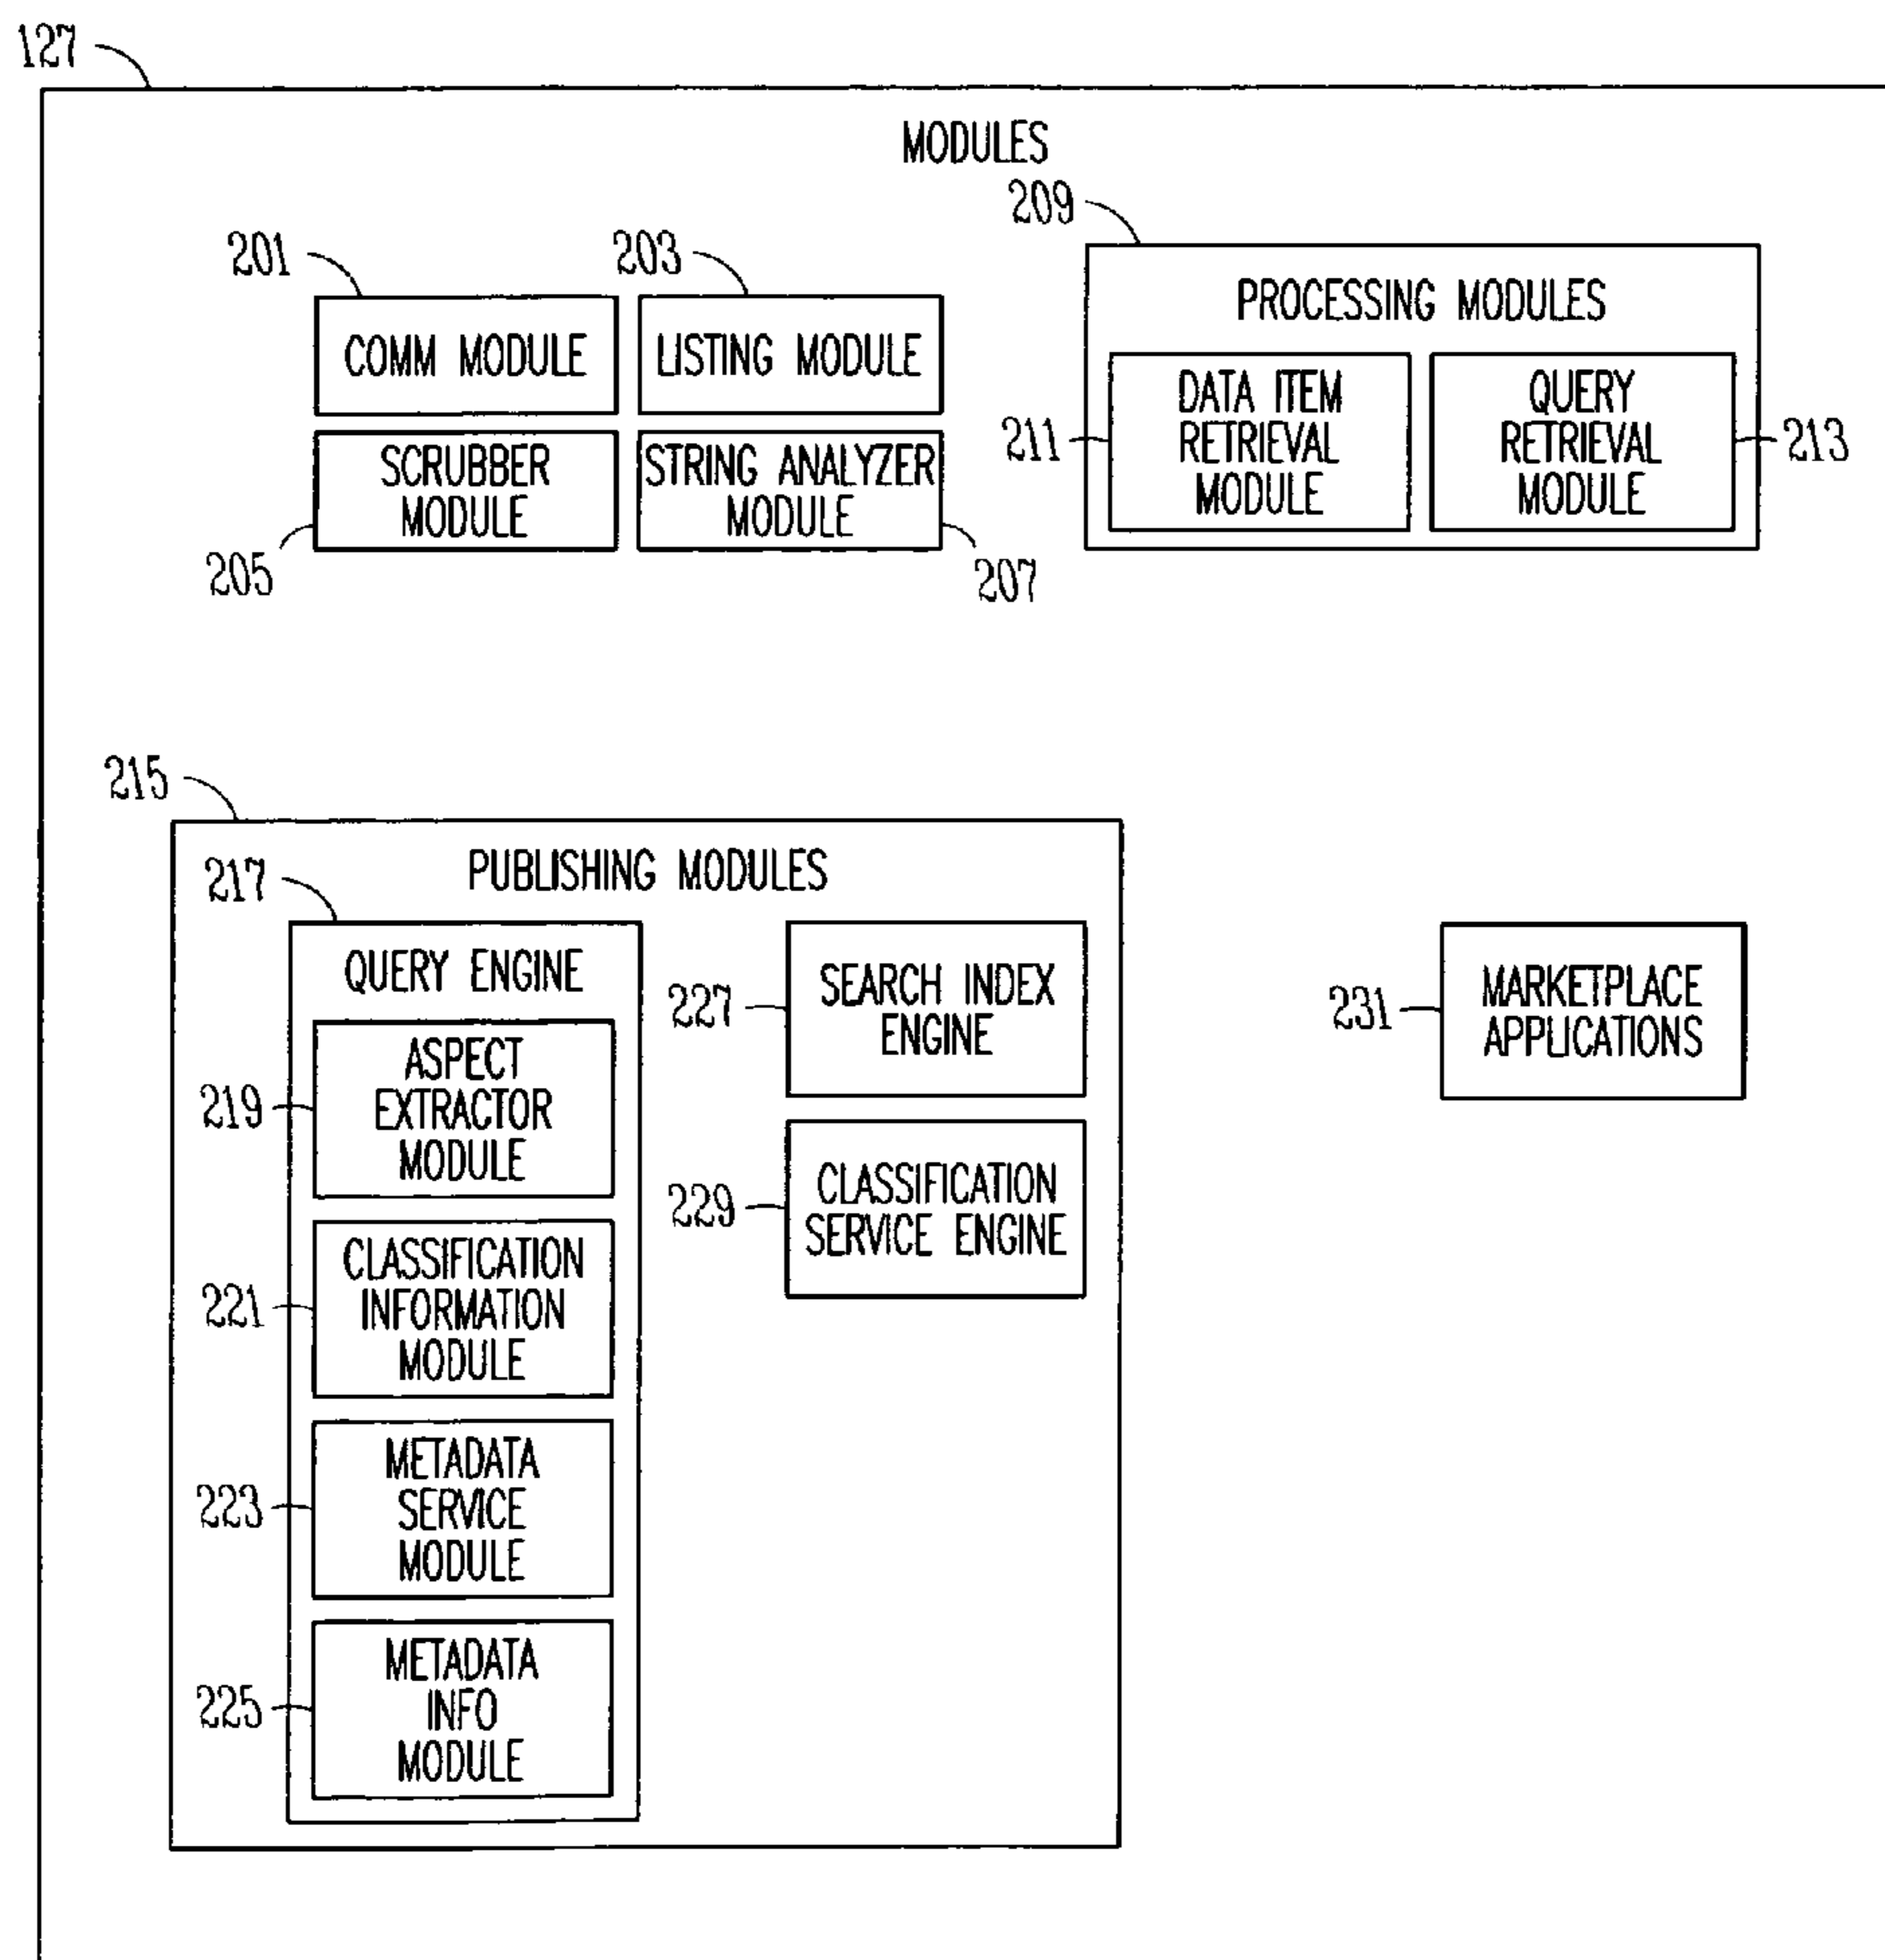 127
MODULES
209
201
203
COMM MODULE
LISTING MODULE
SCRUBBER
MODULE
STRING ANALYZER
MODULE
205
207
PROCESSING MODULES
DATA ITEM
RETRIEVAL
MODULE
QUERY
RETRIEVAL
MODULE
211
213
215
PUBLISHING MODULES
217
QUERY ENGINE
ASPECT
EXTRACTOR
MODULE
219
CLASSIFICATION
INFORMATION
MODULE
221
METADATA
SERVICE
MODULE
223
METADATA
INFO
MODULE
225
SEARCH INDEX
ENGINE
227
CLASSIFICATION
SERVICE ENGINE
229
231
MARKETPLACE
APPLICATIONS